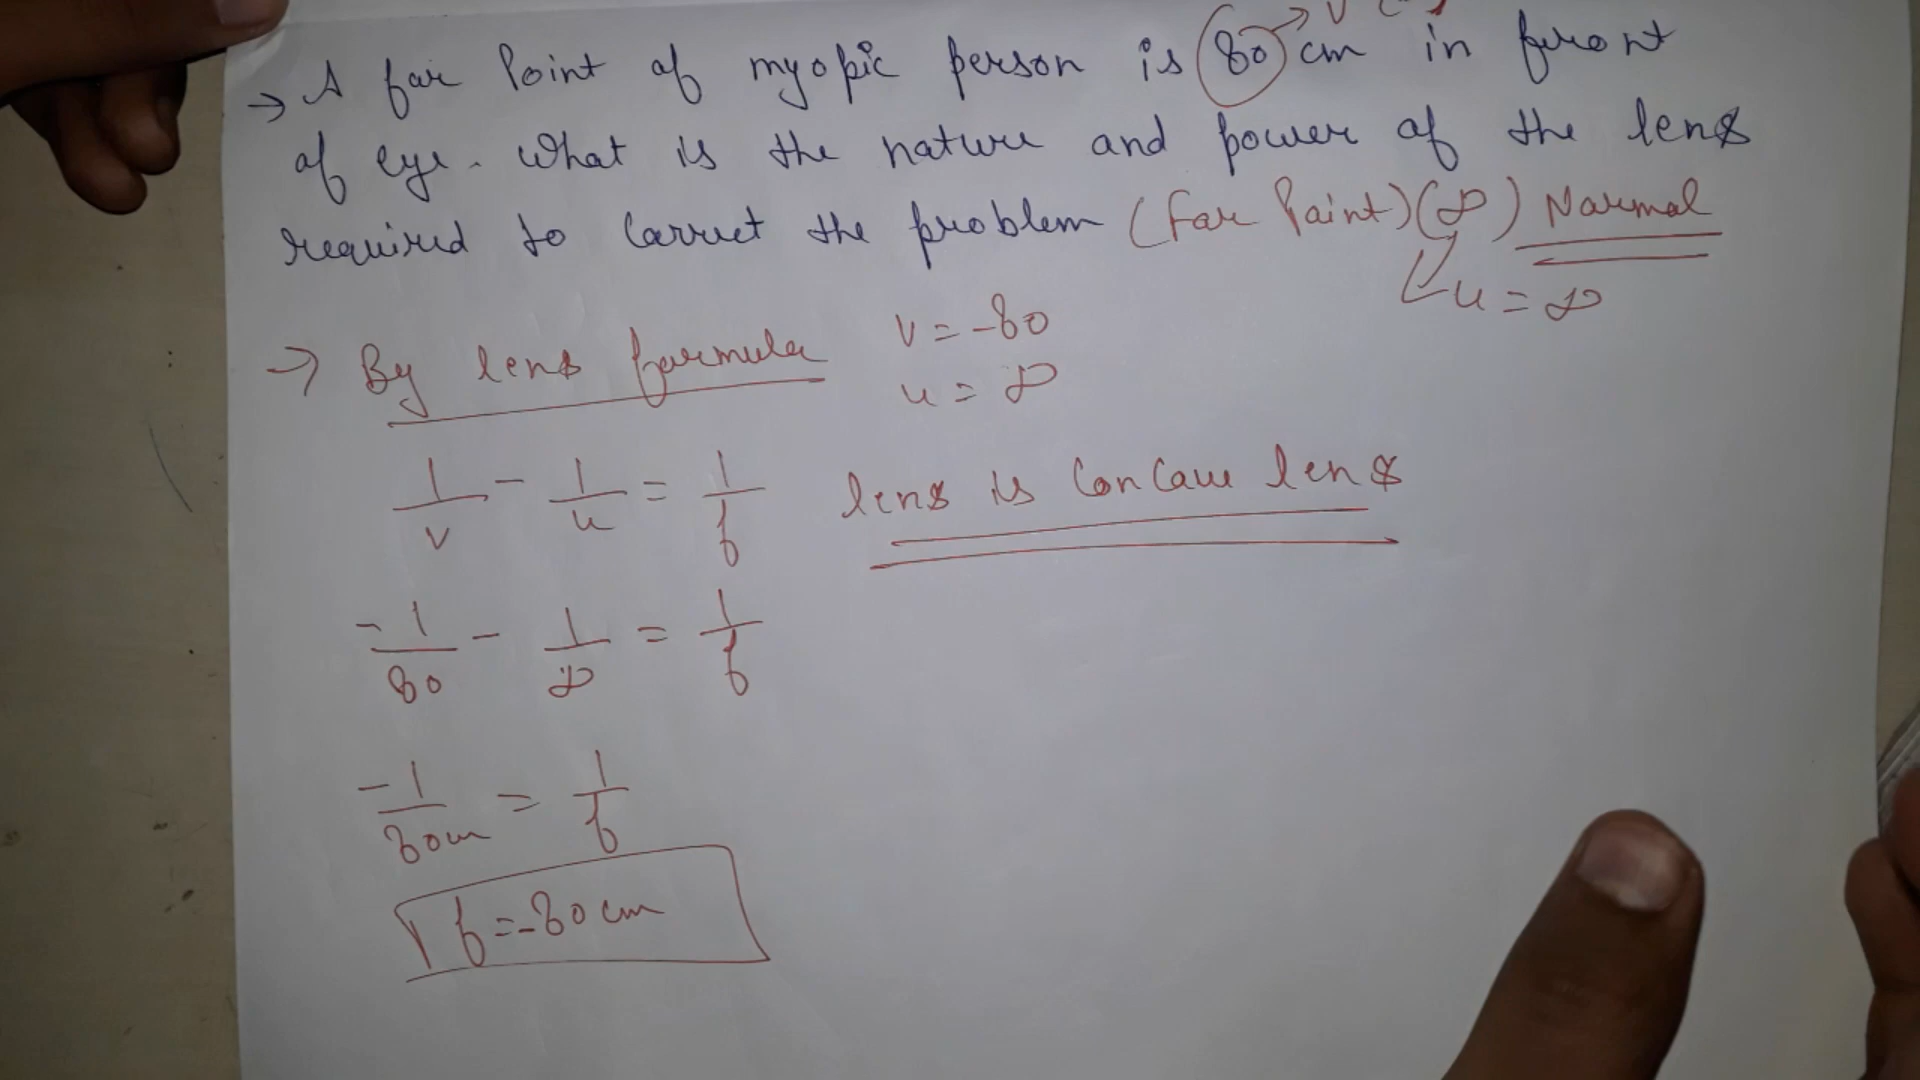 → A far Point of myopic person is 80 cm in front
→ V
of eye. What is the nature and power of the lens
required to correct the problem (Far Point) (∞) Normal
u = ∞
→ By lens formula
v = -80
u = ∞
1/v - 1/u = 1/f
lens is Concave lens
-1/80 - 1/∞ = 1/f
-1/80cm = 1/f
f = -80 cm